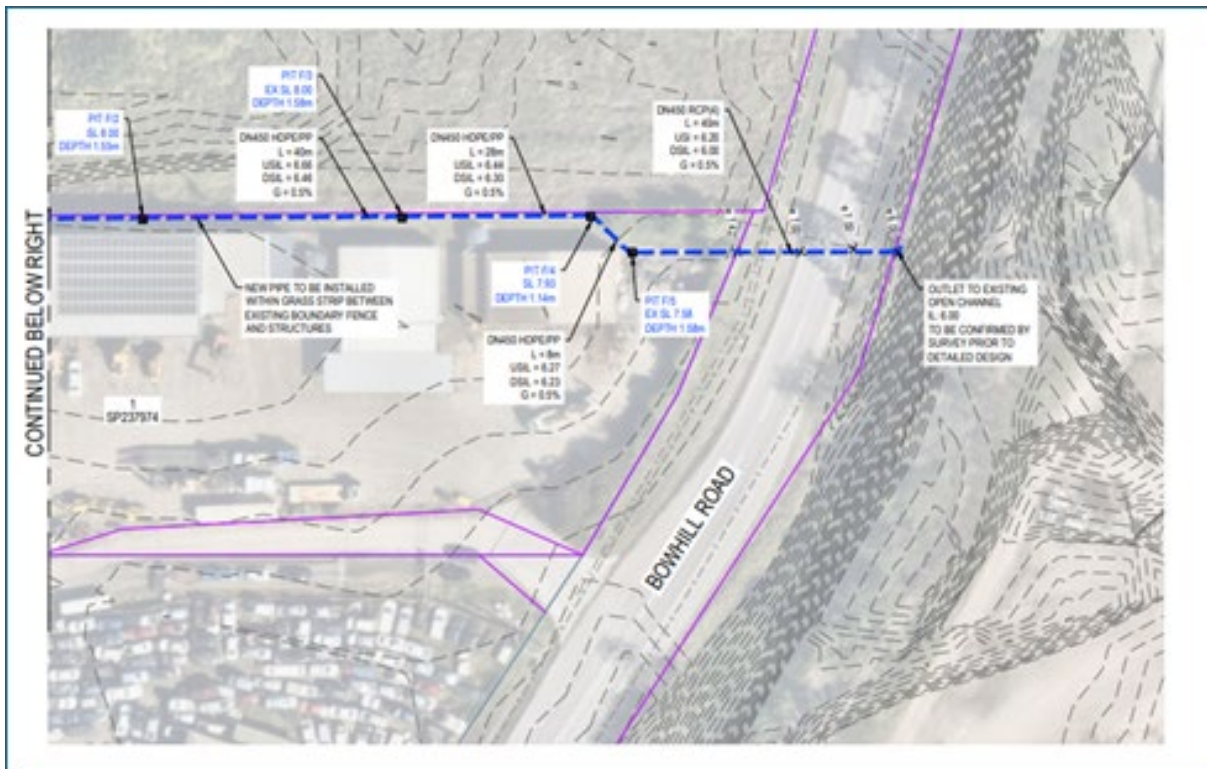 PIT F/3
EX SL 8.00
DEPTH 1.58m
PIT F/2
SL 8.00
DEPTH 1.50m
DN450 HDPE/PP
L = 40m
USIL = 6.66
DSIL = 6.46
G = 0.5%
DN450 HDPE/PP
L = 28m
USIL = 6.44
DSIL = 6.30
G = 0.5%
DN450 RCP(4)
L = 40m
USIL = 6.20
DSIL = 6.00
G = 0.5%
CONTINUED BELOW RIGHT
NEW PIPE TO BE INSTALLED
WITHIN GRASS STRIP BETWEEN
EXISTING BOUNDARY FENCE
AND STRUCTURES
PIT F/4
SL 7.93
DEPTH 1.14m
PIT F/5
EX SL 7.58
DEPTH 1.58m
OUTLET TO EXISTING
OPEN CHANNEL
IL: 6.00
TO BE CONFIRMED BY
SURVEY PRIOR TO
DETAILED DESIGN
DN450 HDPE/PP
L = 8m
USIL = 6.27
DSIL = 6.23
G = 0.5%
1
SP237974
BOWHILL ROAD